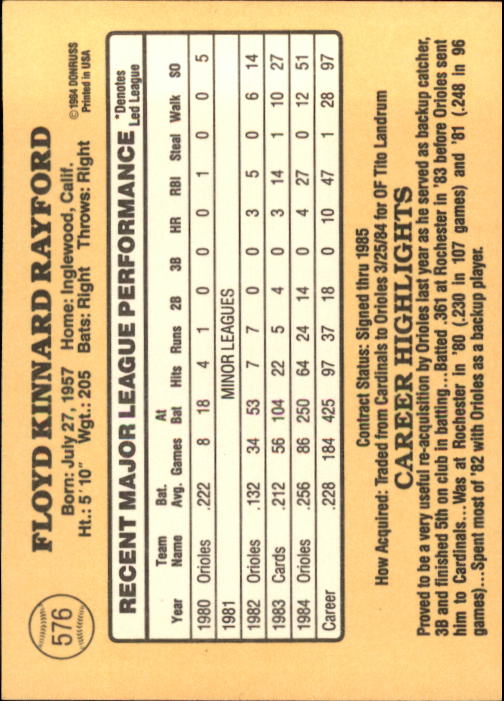 576
FLOYD KINNARD RAYFORD
Born: July 27, 1957 Home: Inglewood, Calif.
Ht.: 5'10" Wgt.: 205 Bats: Right Throws: Right
© 1984 DONRUSS
Printed in USA
RECENT MAJOR LEAGUE PERFORMANCE
*Denotes
Led League
Year Team Name Bat. Avg. Games At Bat Hits Runs 2B 3B HR RBI Steal Walk SO
1980 Orioles .222 8 18 4 1 0 0 0 1 0 0 5
1981 MINOR LEAGUES
1982 Orioles .132 34 53 7 7 0 0 3 5 0 6 14
1983 Cards .212 56 104 22 5 4 0 3 14 1 10 27
1984 Orioles .256 86 250 64 24 14 0 4 27 0 12 51
Career .228 184 425 97 37 18 0 10 47 1 28 97
Contract Status: Signed thru 1985
How Acquired: Traded from Cardinals to Orioles 3/25/84 for OF Tito Landrum
CAREER HIGHLIGHTS
Proved to be a very useful re-acquisition by Orioles last year as he served as backup catcher,
3B and finished 5th on club in batting...Batted .361 at Rochester in '83 before Orioles sent
him to Cardinals...Was at Rochester in '80 (.230 in 107 games) and '81 (.248 in 96
games)...Spent most of '82 with Orioles as a backup player.